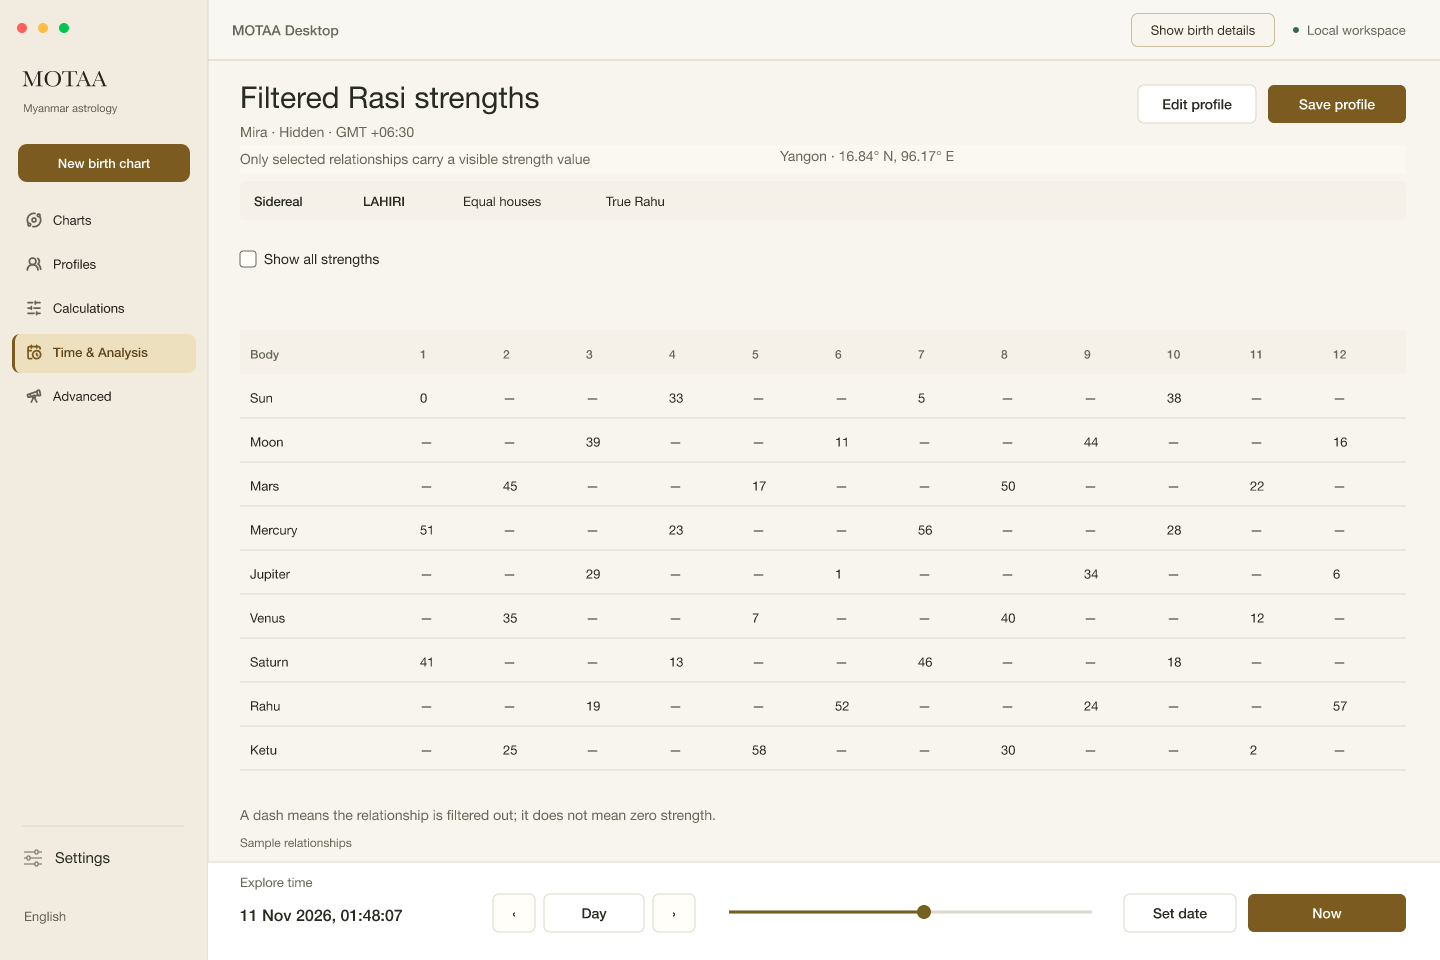 MOTAA
Myanmar astrology
New birth chart
Charts
Profiles
Calculations
Time & Analysis
Advanced
Settings
English
MOTAA Desktop
Show birth details
Local workspace
Filtered Rasi strengths
Edit profile
Save profile
Mira · Hidden · GMT +06:30
Only selected relationships carry a visible strength value
Yangon · 16.84° N, 96.17° E
Sidereal LAHIRI Equal houses True Rahu
Show all strengths
Body 1 2 3 4 5 6 7 8 9 10 11 12
Sun 0 — — 33 — — 5 — — 38 — —
Moon — — 39 — — 11 — — 44 — — 16
Mars — 45 — — 17 — — 50 — — 22 —
Mercury 51 — — 23 — — 56 — — 28 — —
Jupiter — — 29 — — 1 — — 34 — — 6
Venus — 35 — — 7 — — 40 — — 12 —
Saturn 41 — — 13 — — 46 — — 18 — —
Rahu — — 19 — — 52 — — 24 — — 57
Ketu — 25 — — 58 — — 30 — — 2 —
A dash means the relationship is filtered out; it does not mean zero strength.
Sample relationships
Explore time
11 Nov 2026, 01:48:07
‹ Day ›
Set date
Now